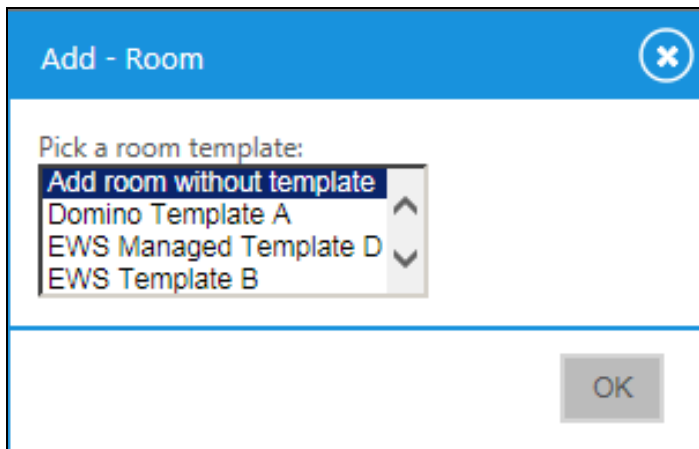 Add - Room
Pick a room template:
Add room without template
Domino Template A
EWS Managed Template D
EWS Template B
OK